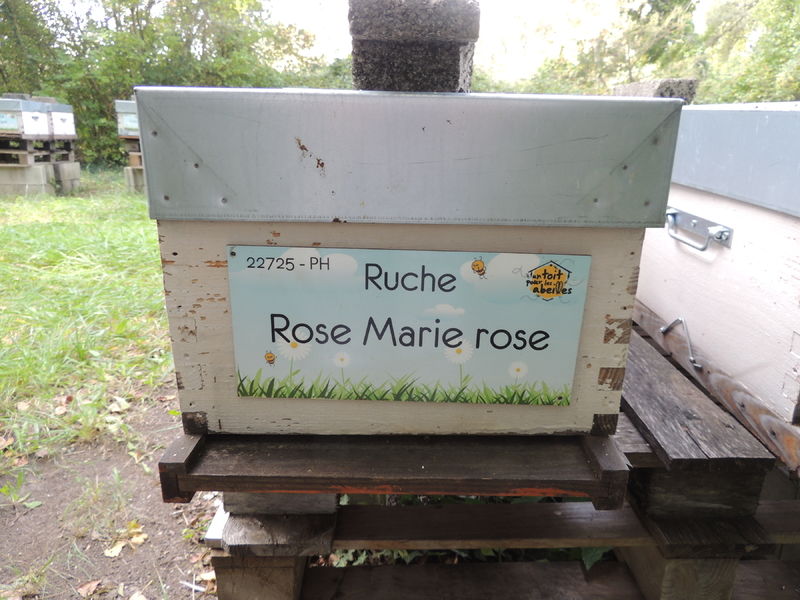 22725 - PH
Ruche
Un toit
pour les
abeilles
Rose Marie rose